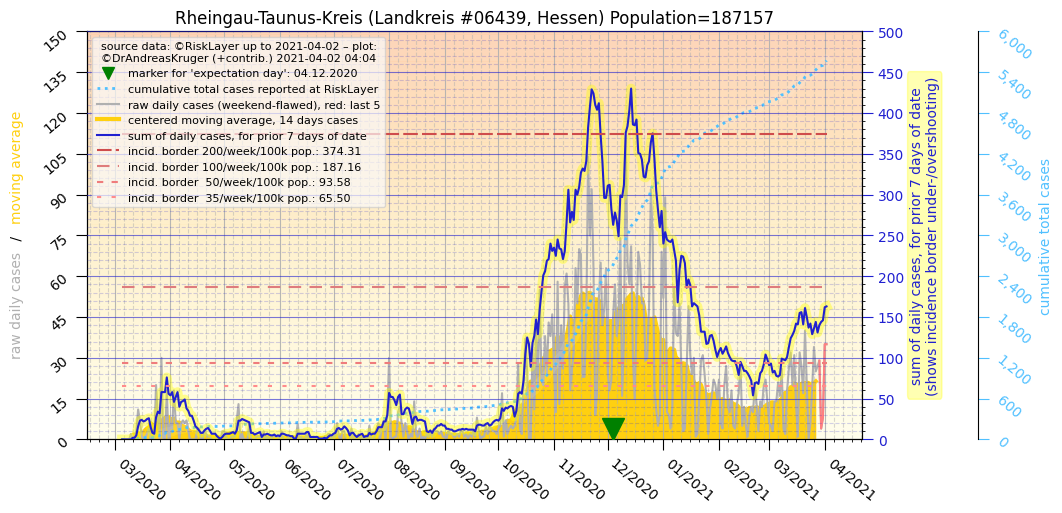 Rheingau-Taunus-Kreis (Landkreis #06439, Hessen) Population=187157
source data: ©RiskLayer up to 2021-04-02 – plot:
©DrAndreasKruger (+contrib.) 2021-04-02 04:04
marker for 'expectation day': 04.12.2020
cumulative total cases reported at RiskLayer
raw daily cases (weekend-flawed), red: last 5
centered moving average, 14 days cases
sum of daily cases, for prior 7 days of date
incid. border 200/week/100k pop.: 374.31
incid. border 100/week/100k pop.: 187.16
incid. border  50/week/100k pop.: 93.58
incid. border  35/week/100k pop.: 65.50
raw daily cases / moving average
150
135
120
105
90
75
60
45
30
15
0
03/2020
04/2020
05/2020
06/2020
07/2020
08/2020
09/2020
10/2020
11/2020
12/2020
01/2021
02/2021
03/2021
04/2021
500
450
400
350
300
250
200
150
100
50
0
sum of daily cases, for prior 7 days of date
(shows incidence border under-/overshooting)
6,000
5,400
4,800
4,200
3,600
3,000
2,400
1,800
1,200
600
0
cumulative total cases